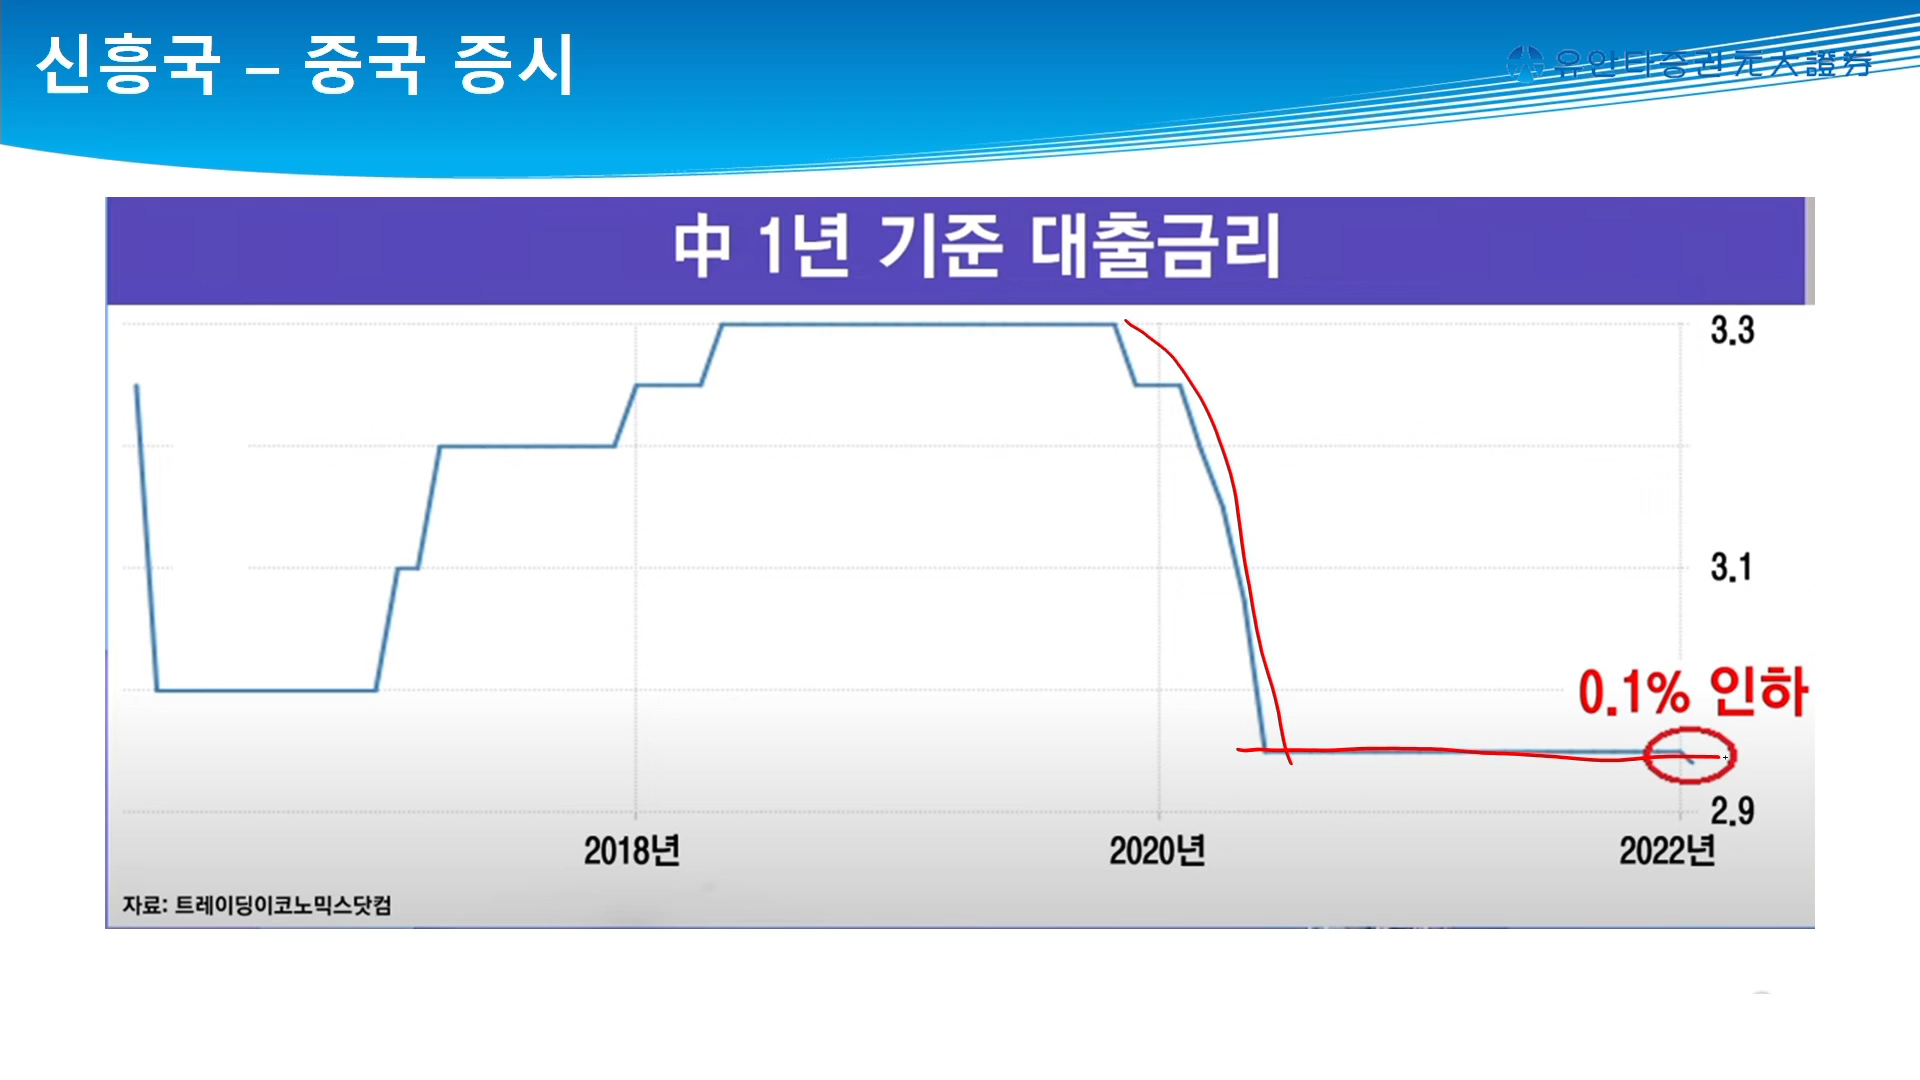 신흥국 – 중국 증시
유안타증권 元大證券
中 1년 기준 대출금리
3.3
3.1
0.1% 인하
2.9
2018년 2020년 2022년
자료: 트레이딩이코노믹스닷컴